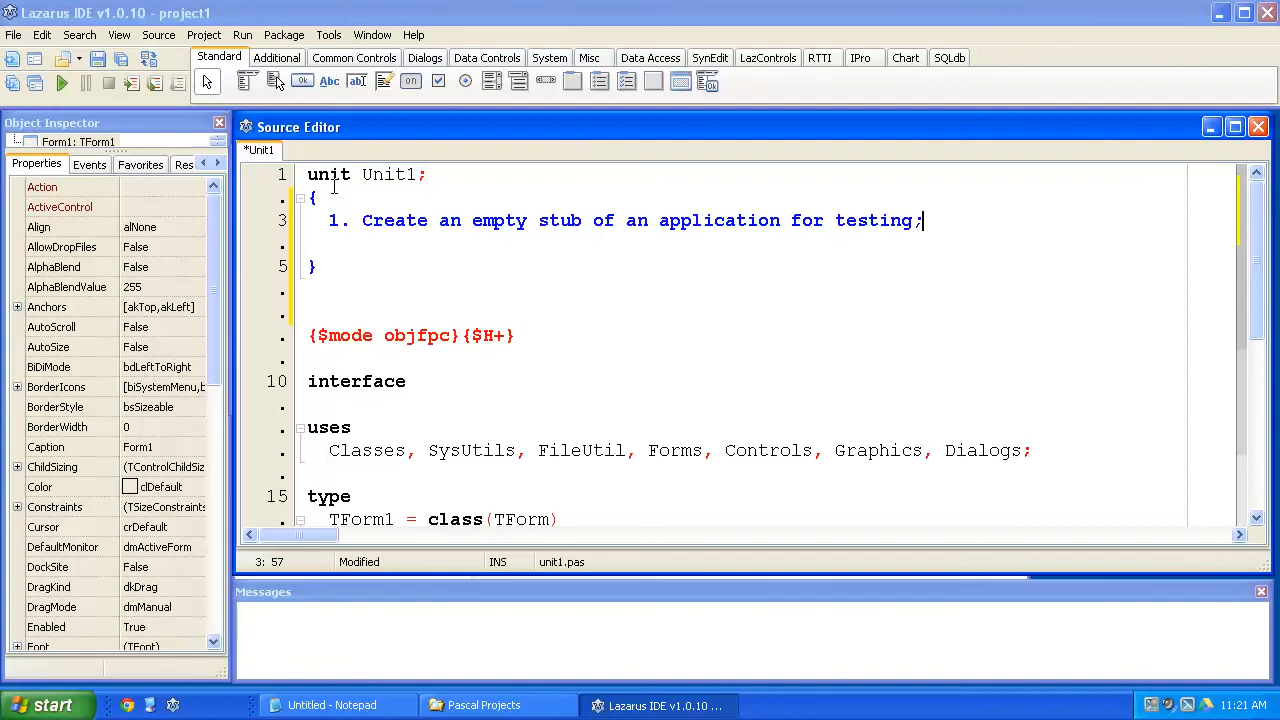 Lazarus IDE v1.0.10 - project1
File Edit Search View Source Project Run Package Tools Window Help
Standard Additional Common Controls Dialogs Data Controls System Misc Data Access SynEdit LazControls RTTI IPro Chart SQLdb
Ok Abc abI on
Object Inspector
Form1: TForm1
Properties Events Favorites Res
Action
ActiveControl
Align alNone
AllowDropFiles False
AlphaBlend False
AlphaBlendValue 255
Anchors [akTop,akLeft]
AutoScroll False
AutoSize False
BiDiMode bdLeftToRight
BorderIcons [biSystemMenu,b
BorderStyle bsSizeable
BorderWidth 0
Caption Form1
ChildSizing (TControlChildSiz
Color clDefault
Constraints (TSizeConstraints
Cursor crDefault
DefaultMonitor dmActiveForm
DockSite False
DragKind dkDrag
DragMode dmManual
Enabled True
Font (TFont)
Source Editor
*Unit1
1 unit Unit1;
. {
3 1. Create an empty stub of an application for testing;
.
5 }
.
.
. {$mode objfpc}{$H+}
.
10 interface
.
. uses
. Classes, SysUtils, FileUtil, Forms, Controls, Graphics, Dialogs;
.
15 type
. TForm1 = class(TForm)
3: 57 Modified INS unit1.pas
Messages
start Untitled - Notepad Pascal Projects Lazarus IDE v1.0.10 ... 11:21 AM